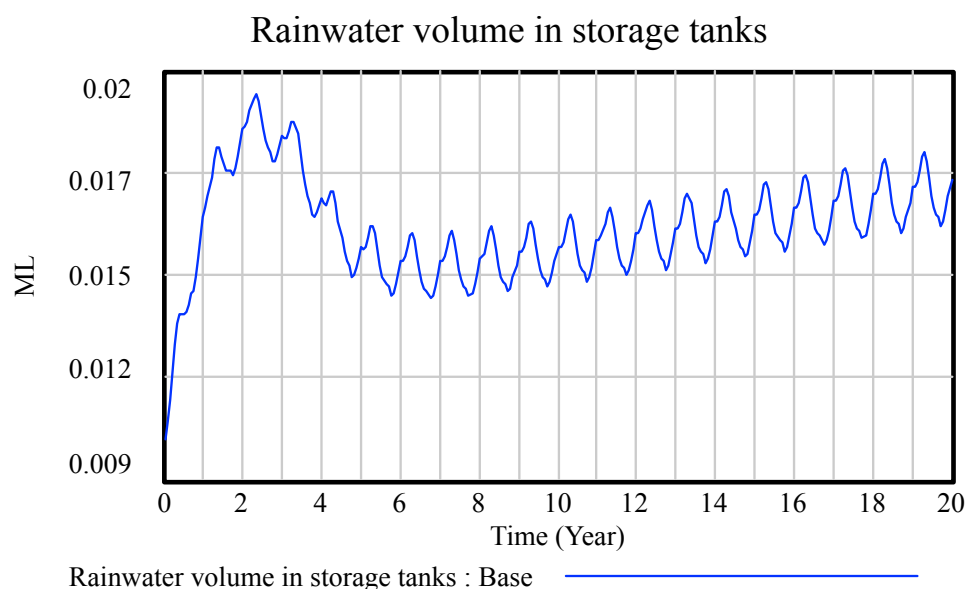 Rainwater volume in storage tanks
0.02
0.017
0.015
0.012
0.009
ML
0 2 4 6 8 10 12 14 16 18 20
Time (Year)
Rainwater volume in storage tanks : Base